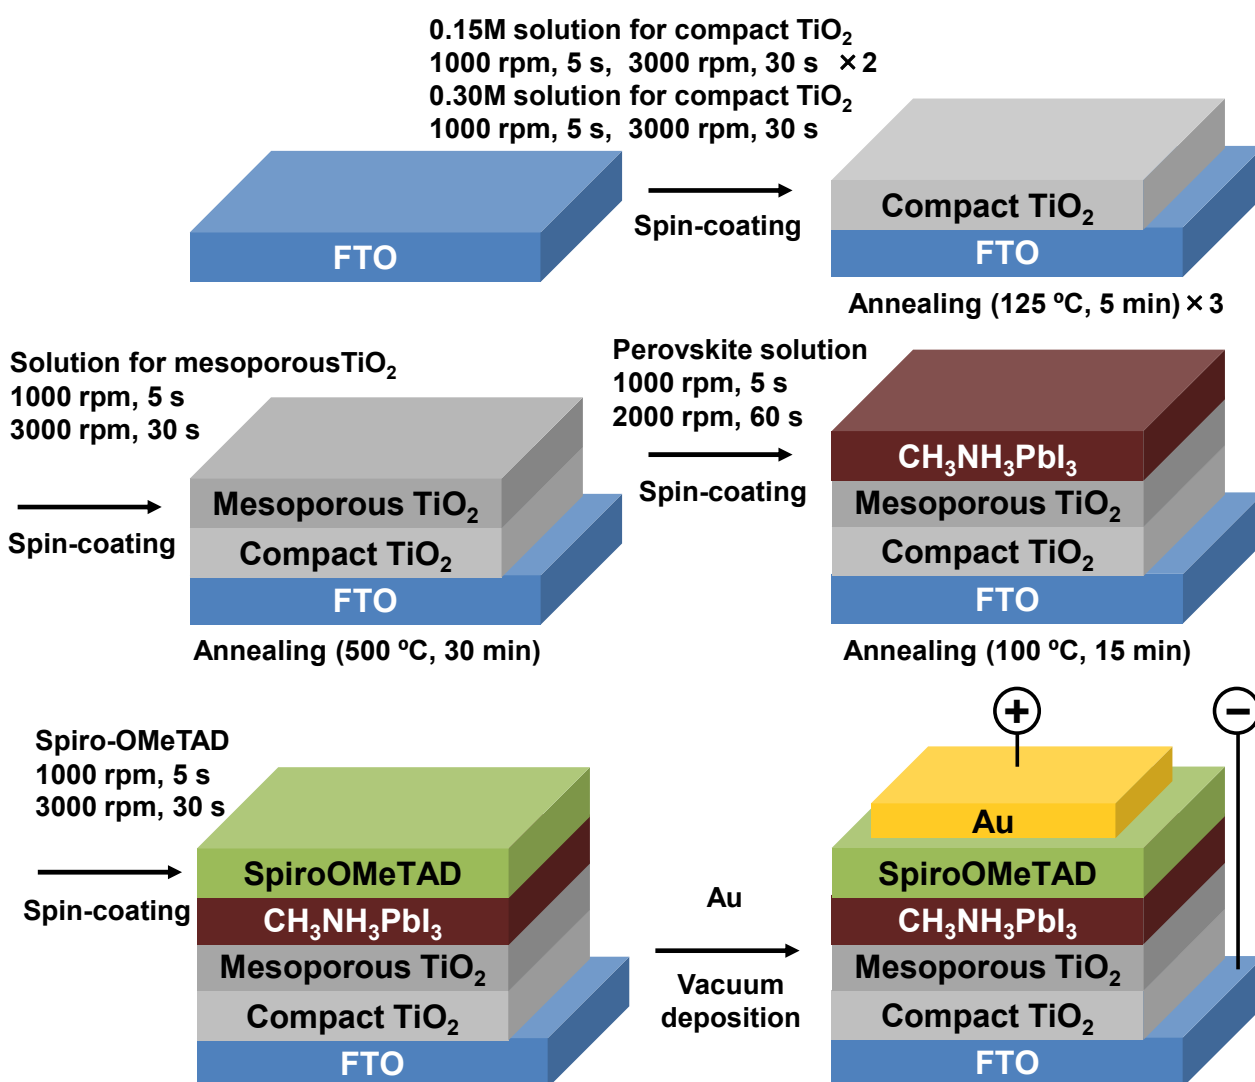 0.15M solution for compact TiO₂
1000 rpm, 5 s, 3000 rpm, 30 s ×2
0.30M solution for compact TiO₂
1000 rpm, 5 s, 3000 rpm, 30 s
FTO
Spin-coating
Compact TiO₂
FTO
Annealing (125 ºC, 5 min)×3
Solution for mesoporousTiO₂
1000 rpm, 5 s
3000 rpm, 30 s
Spin-coating
Mesoporous TiO₂
Compact TiO₂
FTO
Annealing (500 ºC, 30 min)
Perovskite solution
1000 rpm, 5 s
2000 rpm, 60 s
Spin-coating
CH₃NH₃PbI₃
Mesoporous TiO₂
Compact TiO₂
FTO
Annealing (100 ºC, 15 min)
Spiro-OMeTAD
1000 rpm, 5 s
3000 rpm, 30 s
Spin-coating
SpiroOMeTAD
CH₃NH₃PbI₃
Mesoporous TiO₂
Compact TiO₂
FTO
Au
Vacuum
deposition
+
−
Au
SpiroOMeTAD
CH₃NH₃PbI₃
Mesoporous TiO₂
Compact TiO₂
FTO